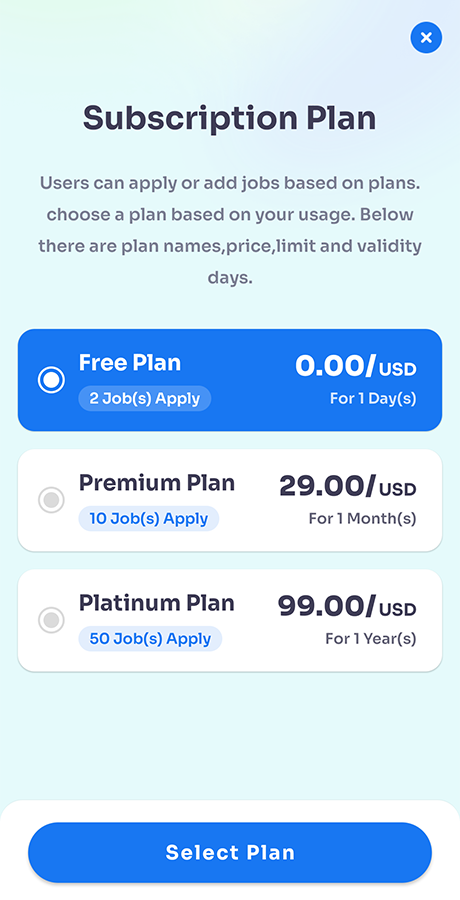 Subscription Plan
Users can apply or add jobs based on plans.
choose a plan based on your usage. Below
there are plan names,price,limit and validity
days.
Free Plan
0.00/ USD
2 Job(s) Apply
For 1 Day(s)
Premium Plan
29.00/ USD
10 Job(s) Apply
For 1 Month(s)
Platinum Plan
99.00/ USD
50 Job(s) Apply
For 1 Year(s)
Select Plan